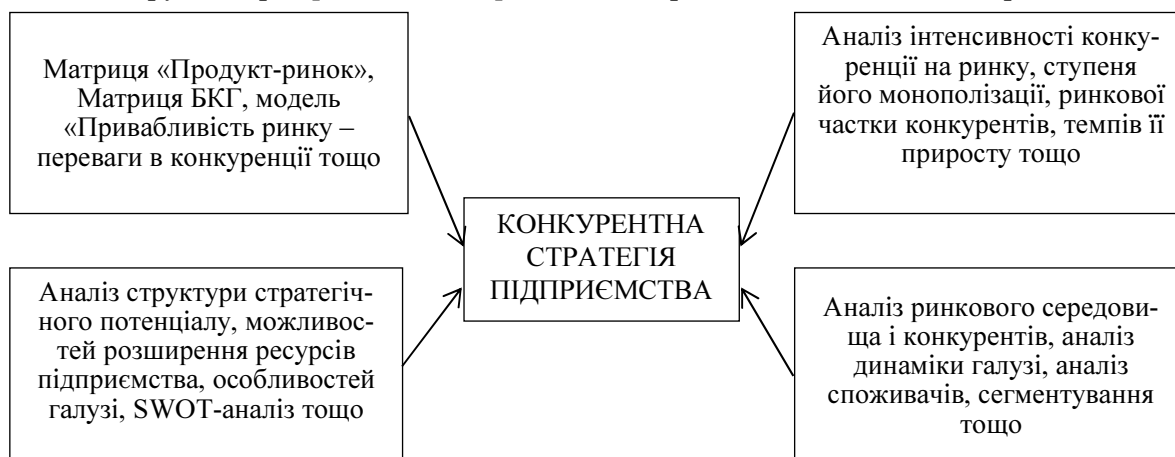 Матриця «Продукт-ринок»,
Матриця БКГ, модель
«Привабливість ринку –
переваги в конкуренції тощо
Аналіз інтенсивності конку-
ренції на ринку, ступеня
його монополізації, ринкової
частки конкурентів, темпів її
приросту тощо
КОНКУРЕНТНА
СТРАТЕГІЯ
ПІДПРИЄМСТВА
Аналіз структури стратегіч-
ного потенціалу, можливос-
тей розширення ресурсів
підприємства, особливостей
галузі, SWOT-аналіз тощо
Аналіз ринкового середови-
ща і конкурентів, аналіз
динаміки галузі, аналіз
споживачів, сегментування
тощо